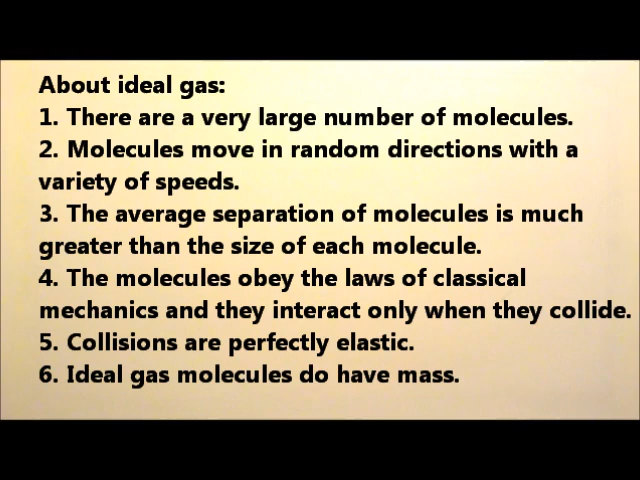 About ideal gas:
1. There are a very large number of molecules.
2. Molecules move in random directions with a
variety of speeds.
3. The average separation of molecules is much
greater than the size of each molecule.
4. The molecules obey the laws of classical
mechanics and they interact only when they collide.
5. Collisions are perfectly elastic.
6. Ideal gas molecules do have mass.